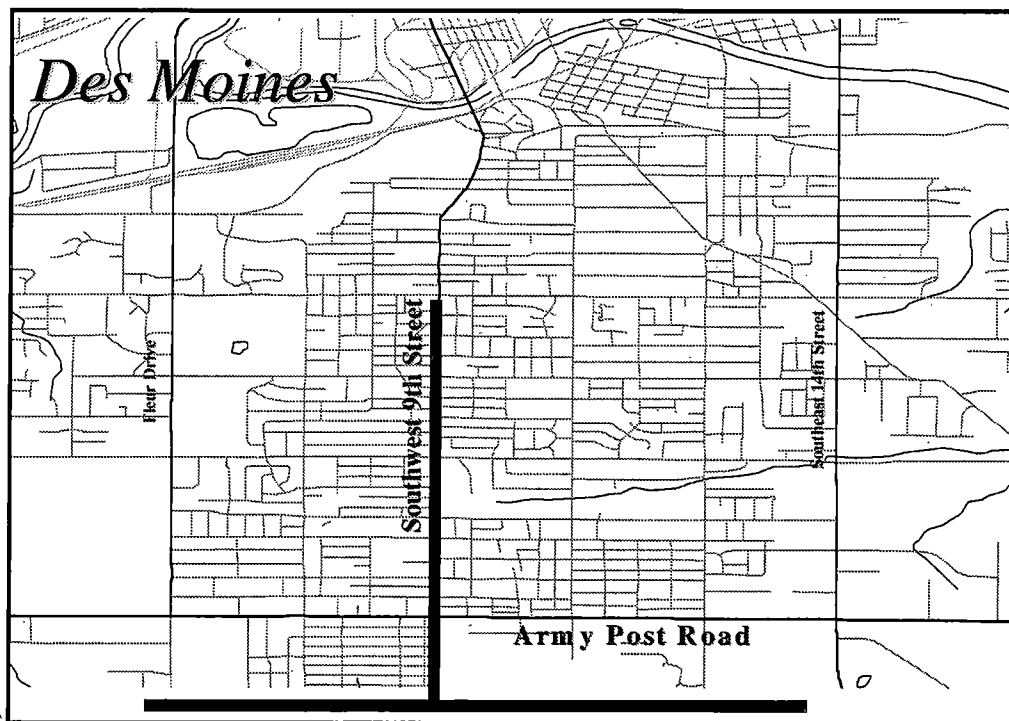 Des Moines
Fleur Drive
Southwest 9th Street
Southeast 14th Street
Army Post Road